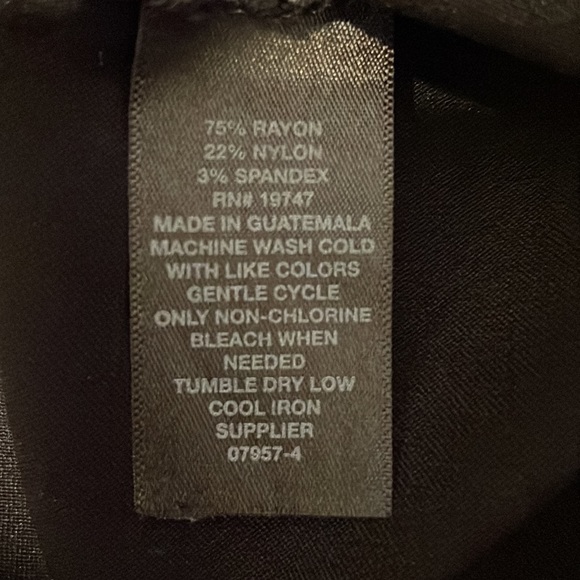 75% RAYON
22% NYLON
3% SPANDEX
RN# 19747
MADE IN GUATEMALA
MACHINE WASH COLD
WITH LIKE COLORS
GENTLE CYCLE
ONLY NON-CHLORINE
BLEACH WHEN
NEEDED
TUMBLE DRY LOW
COOL IRON
SUPPLIER
07957-4